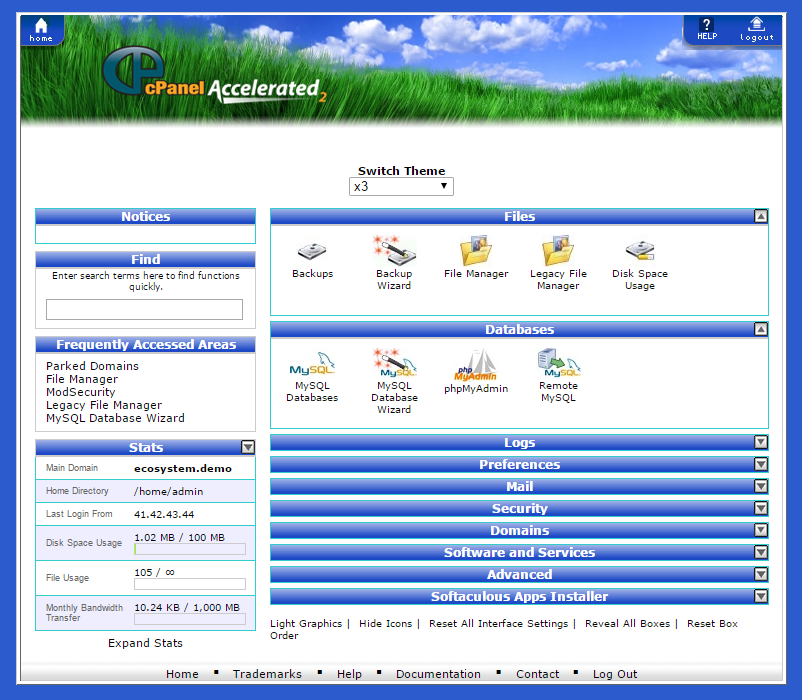 home
HELP
logout
cPanel Accelerated 2
Switch Theme
x3
Notices
Find
Enter search terms here to find functions
quickly.
Frequently Accessed Areas
Parked Domains
File Manager
ModSecurity
Legacy File Manager
MySQL Database Wizard
Stats
Main Domain ecosystem.demo
Home Directory /home/admin
Last Login From 41.42.43.44
Disk Space Usage 1.02 MB / 100 MB
File Usage 105 / ∞
Monthly Bandwidth 10.24 KB / 1,000 MB
Transfer
Expand Stats
Files
Backups
Backup
Wizard
File Manager
Legacy File
Manager
Disk Space
Usage
Databases
MySQL
MySQL
Databases
MySQL
MySQL
Database
Wizard
php
MyAdmin
phpMyAdmin
MySQL
Remote
MySQL
Logs
Preferences
Mail
Security
Domains
Software and Services
Advanced
Softaculous Apps Installer
Light Graphics | Hide Icons | Reset All Interface Settings | Reveal All Boxes | Reset Box
Order
Home ▪ Trademarks ▪ Help ▪ Documentation ▪ Contact ▪ Log Out